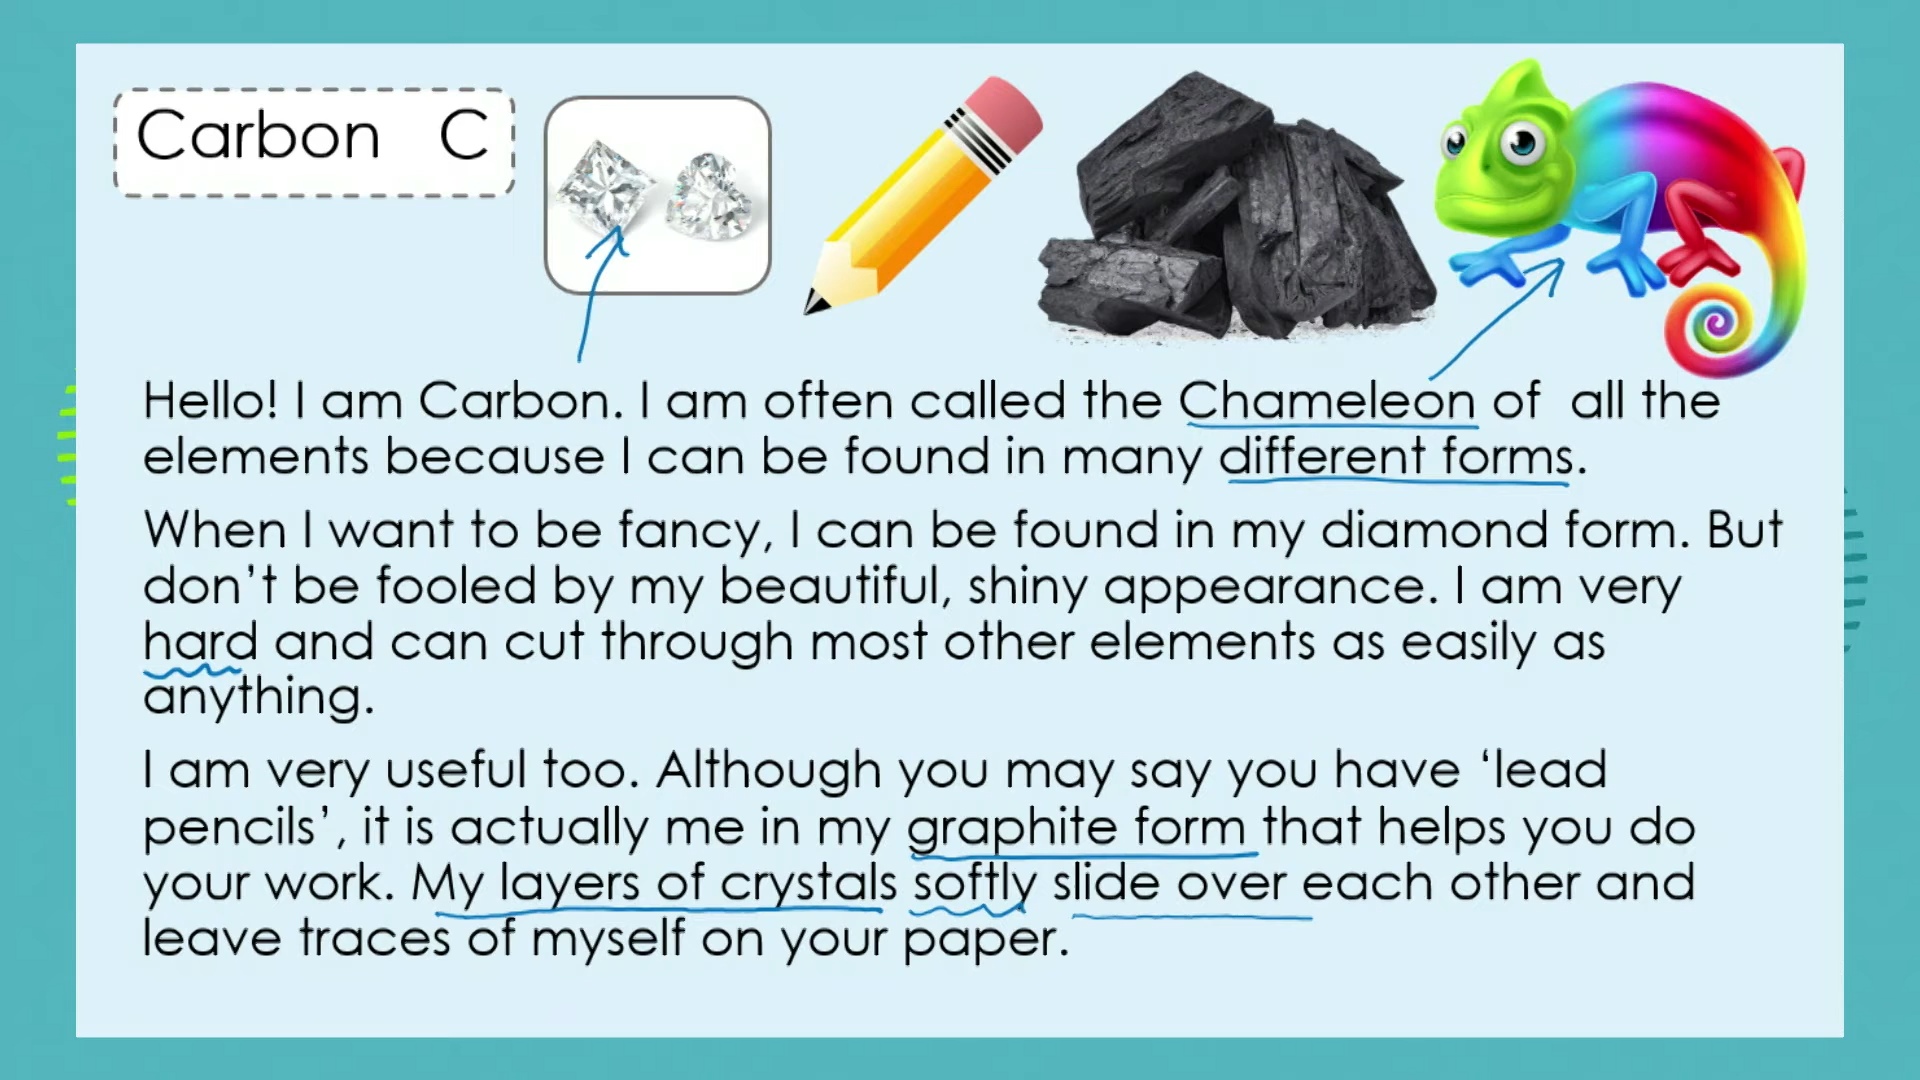 Carbon C
Hello! I am Carbon. I am often called the Chameleon of all the
elements because I can be found in many different forms.
When I want to be fancy, I can be found in my diamond form. But
don’t be fooled by my beautiful, shiny appearance. I am very
hard and can cut through most other elements as easily as
anything.
I am very useful too. Although you may say you have ‘lead
pencils’, it is actually me in my graphite form that helps you do
your work. My layers of crystals softly slide over each other and
leave traces of myself on your paper.